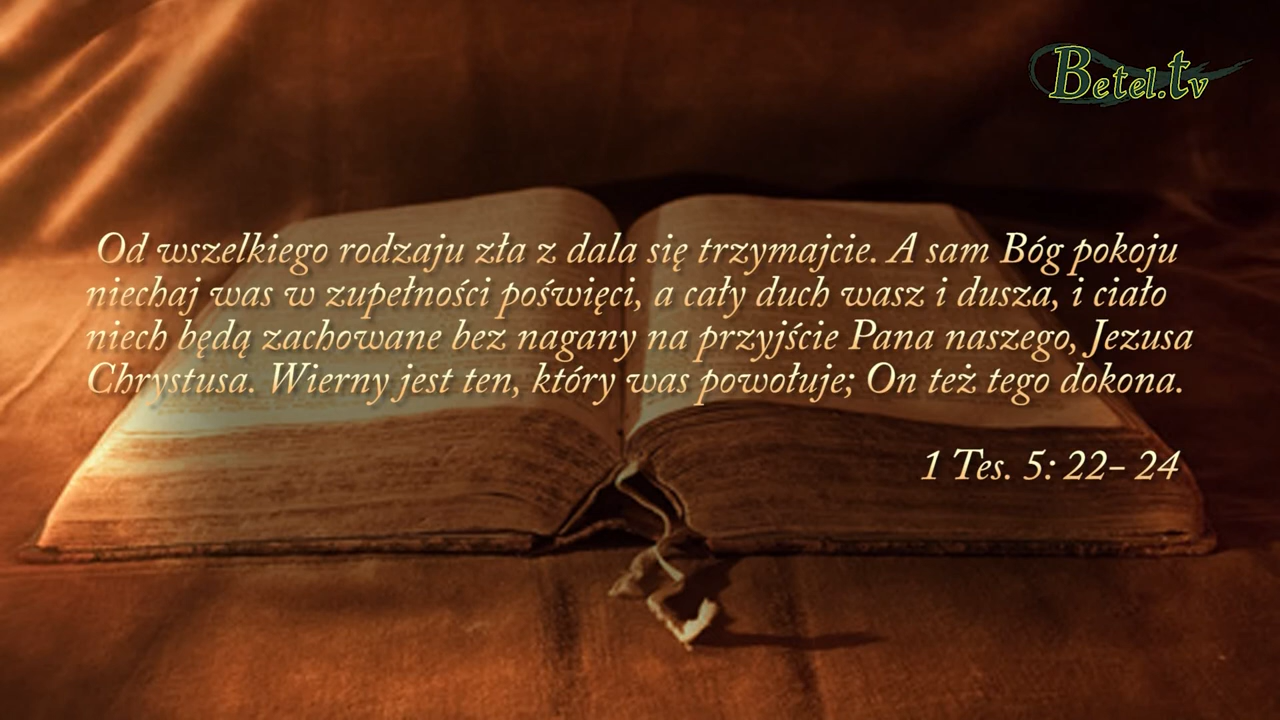 Betel.tv
Od wszelkiego rodzaju zła z dala się trzymajcie. A sam Bóg pokoju
niechaj was w zupełności poświęci, a cały duch wasz i dusza, i ciało
niech będą zachowane bez nagany na przyjście Pana naszego, Jezusa
Chrystusa. Wierny jest ten, który was powołuje; On też tego dokona.
1 Tes. 5: 22- 24